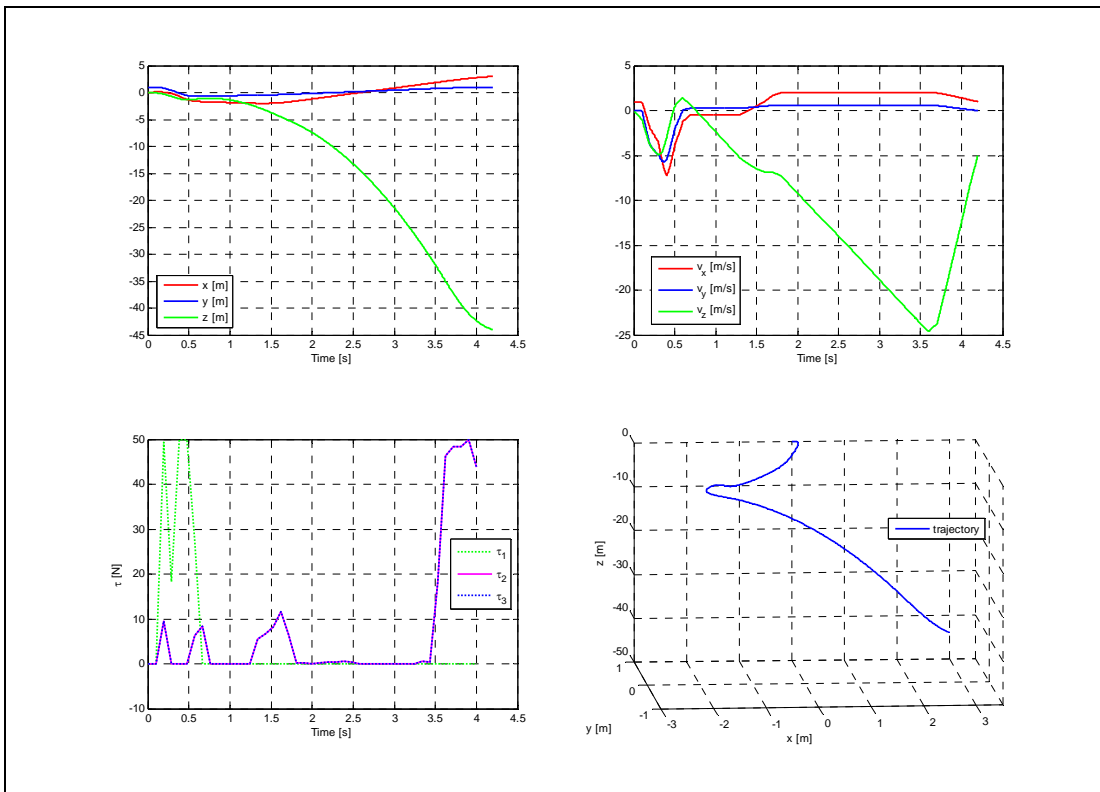 5
0
-5
-10
-15
-20
-25
-30
-35
-40
-45
x [m]
y [m]
z [m]
0 0.5 1 1.5 2 2.5 3 3.5 4 4.5
Time [s]
5
0
-5
-10
-15
-20
-25
v_x [m/s]
v_y [m/s]
v_z [m/s]
0 0.5 1 1.5 2 2.5 3 3.5 4 4.5
Time [s]
50
40
30
20
10
0
-10
τ [N]
τ_1
τ_2
τ_3
0 0.5 1 1.5 2 2.5 3 3.5 4 4.5
Time [s]
0
-10
-20
-30
-40
-50
z [m]
trajectory
1
0
-1
y [m]
-3 -2 -1 0 1 2 3
x [m]